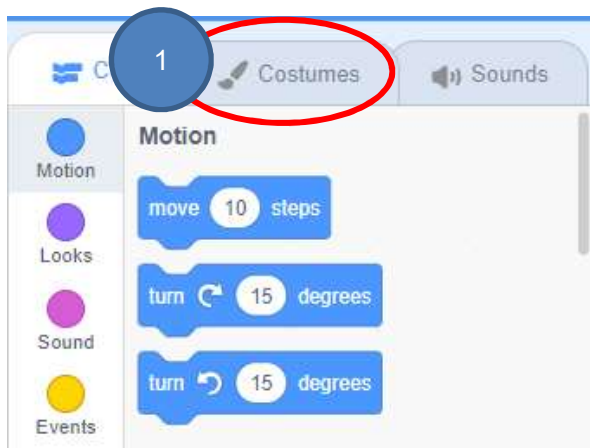 C 1 Costumes Sounds
Motion
Motion
move 10 steps
Looks
turn 15 degrees
Sound
turn 15 degrees
Events